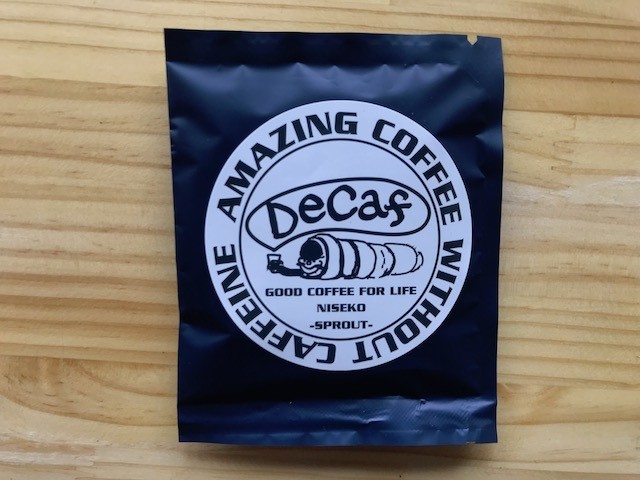 AMAZING COFFEE WITHOUT CAFFEINE
Decaf
GOOD COFFEE FOR LIFE
NISEKO
-SPROUT-